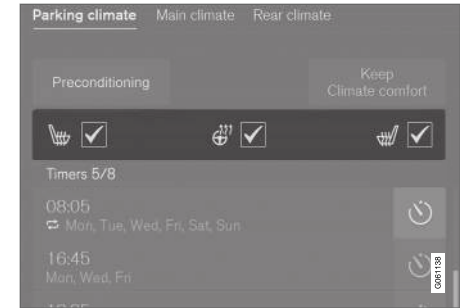 Parking climate Main climate Rear climate
Preconditioning
Keep
Climate comfort
Timers 5/8
08:05
Mon, Tue, Wed, Fri, Sat, Sun
16:45
Mon, Wed, Fri
G061138